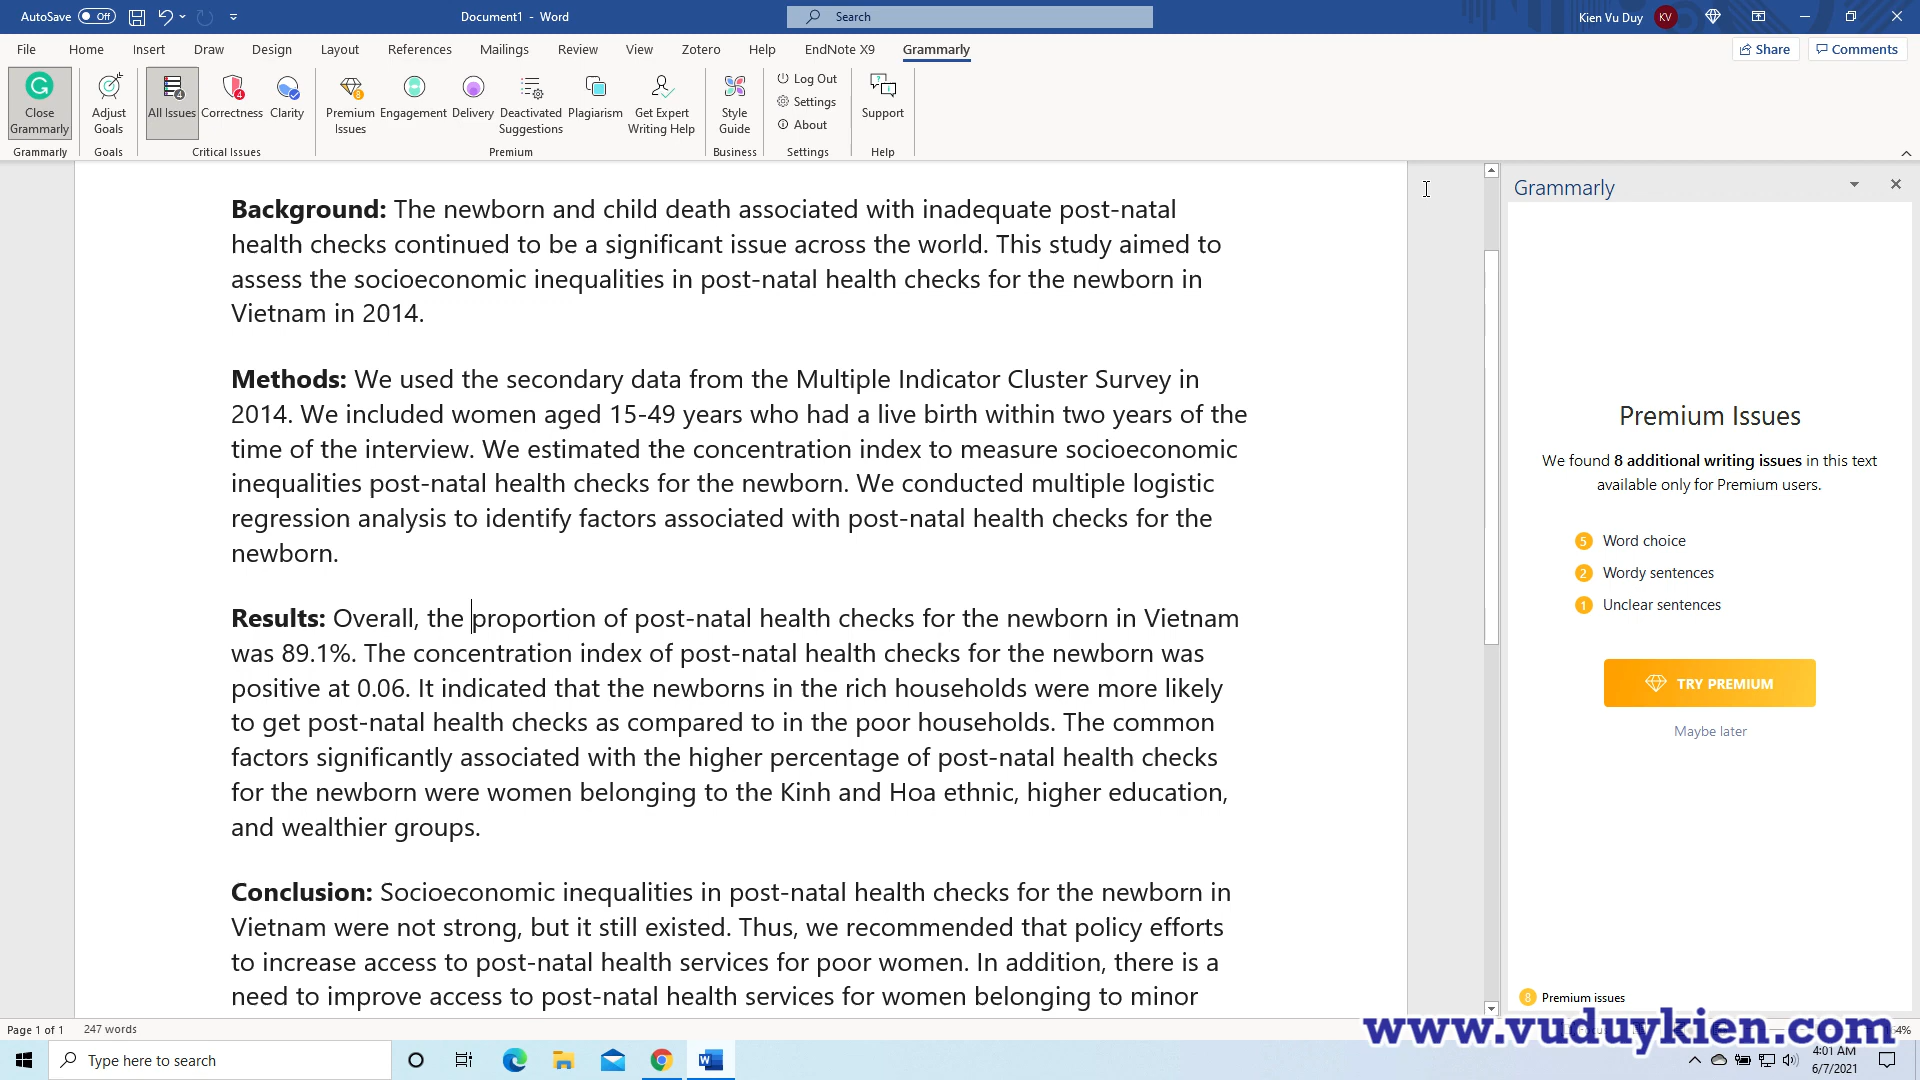 AutoSave Off Document1 - Word Search Kien Vu Duy KV
File Home Insert Draw Design Layout References Mailings Review View Zotero Help EndNote X9 Grammarly Share Comments
Close Grammarly
Adjust Goals
All Issues
4
Correctness
4
Clarity
Premium Issues
8
Engagement
Delivery
Deactivated Suggestions
Plagiarism
Get Expert Writing Help
Style Guide
Log Out
Settings
About
Support
Grammarly Goals Critical Issues Premium Business Settings Help
Background: The newborn and child death associated with inadequate post-natal
health checks continued to be a significant issue across the world. This study aimed to
assess the socioeconomic inequalities in post-natal health checks for the newborn in
Vietnam in 2014.
Methods: We used the secondary data from the Multiple Indicator Cluster Survey in
2014. We included women aged 15-49 years who had a live birth within two years of the
time of the interview. We estimated the concentration index to measure socioeconomic
inequalities post-natal health checks for the newborn. We conducted multiple logistic
regression analysis to identify factors associated with post-natal health checks for the
newborn.
Results: Overall, the proportion of post-natal health checks for the newborn in Vietnam
was 89.1%. The concentration index of post-natal health checks for the newborn was
positive at 0.06. It indicated that the newborns in the rich households were more likely
to get post-natal health checks as compared to in the poor households. The common
factors significantly associated with the higher percentage of post-natal health checks
for the newborn were women belonging to the Kinh and Hoa ethnic, higher education,
and wealthier groups.
Conclusion: Socioeconomic inequalities in post-natal health checks for the newborn in
Vietnam were not strong, but it still existed. Thus, we recommended that policy efforts
to increase access to post-natal health services for poor women. In addition, there is a
need to improve access to post-natal health services for women belonging to minor
Grammarly
Premium Issues
We found 8 additional writing issues in this text
available only for Premium users.
5 Word choice
2 Wordy sentences
1 Unclear sentences
TRY PREMIUM
Maybe later
8 Premium issues
Page 1 of 1 247 words
www.vuduykien.com
Type here to search
4:01 AM
6/7/2021